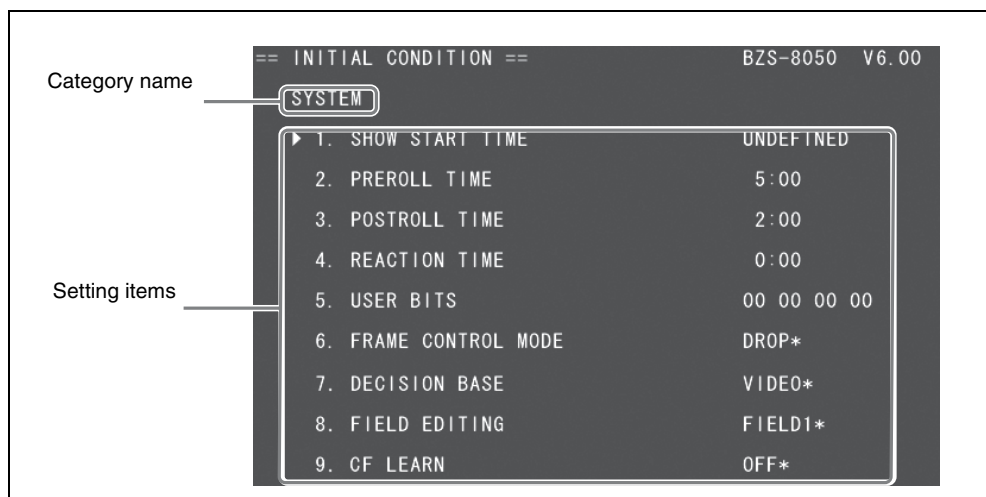 == INITIAL CONDITION == BZS-8050 V6.00
Category name
SYSTEM
▶ 1. SHOW START TIME UNDEFINED
2. PREROLL TIME 5:00
3. POSTROLL TIME 2:00
4. REACTION TIME 0:00
Setting items
5. USER BITS 00 00 00 00
6. FRAME CONTROL MODE DROP*
7. DECISION BASE VIDEO*
8. FIELD EDITING FIELD1*
9. CF LEARN OFF*